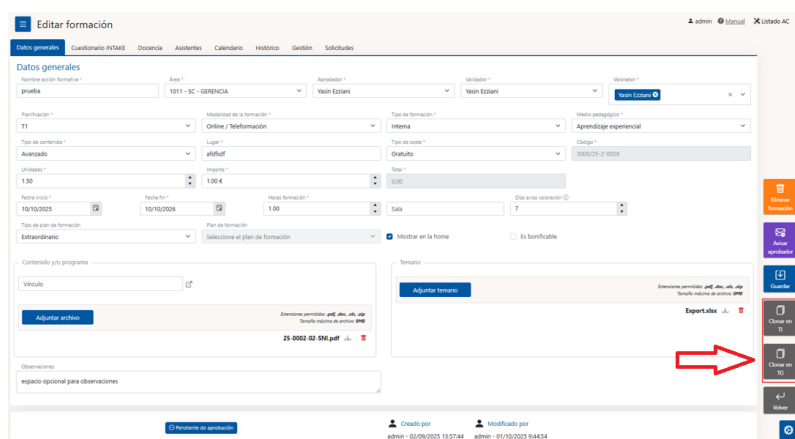 Editar formación
admin Manual Listado AC
Datos generales Cuestionario INTAKE Docencia Asistentes Calendario Histórico Gestión Solicitudes
Datos generales
Nombre acción formativa * Área * Aprobador * Validador * Valorador *
prueba 1011 - SC - GERENCIA Yasin Ezziani Yasin Ezziani Yasin Ezziani
Planificación * Modalidad de la formación * Tipo de formación * Medio pedagógico *
T1 Online / Teleformación Interna Aprendizaje experiencial
Tipo de contenido * Lugar * Tipo de coste * Código *
Avanzado afdfsdf Gratuito 3000/25-Z-0028
Unidades * Importe * Total *
1.50 1:00 € 0,00
Fecha inicio * Fecha fin * Horas formación * Días aviso valoración
10/10/2025 10/10/2026 1:00 Sala 7
Tipo de plan de formación Plan de formación
Extraordinario Seleccione el plan de formación Mostrar en la home Es bonificable
Contenido y/o programa Temario
Vínculo
Adjuntar temario
Extensiones permitidas: .pdf, .doc, .xls, .zip
Tamaño máximo de archivo: 8MB
Adjuntar archivo
Extensiones permitidas: .pdf, .doc, .xls, .zip
Tamaño máximo de archivo: 8MB
Export.xlsx
25-0002-02-SNI.pdf
Observaciones
espacio opcional para observaciones
Pendiente de aprobación
Creado por Modificado por
admin - 02/09/2025 13:57:44 admin - 01/10/2025 9:44:54
Eliminar
formación
Avisar
aprobador
Guardar
Clonar en
TI
Clonar en
TG
Volver